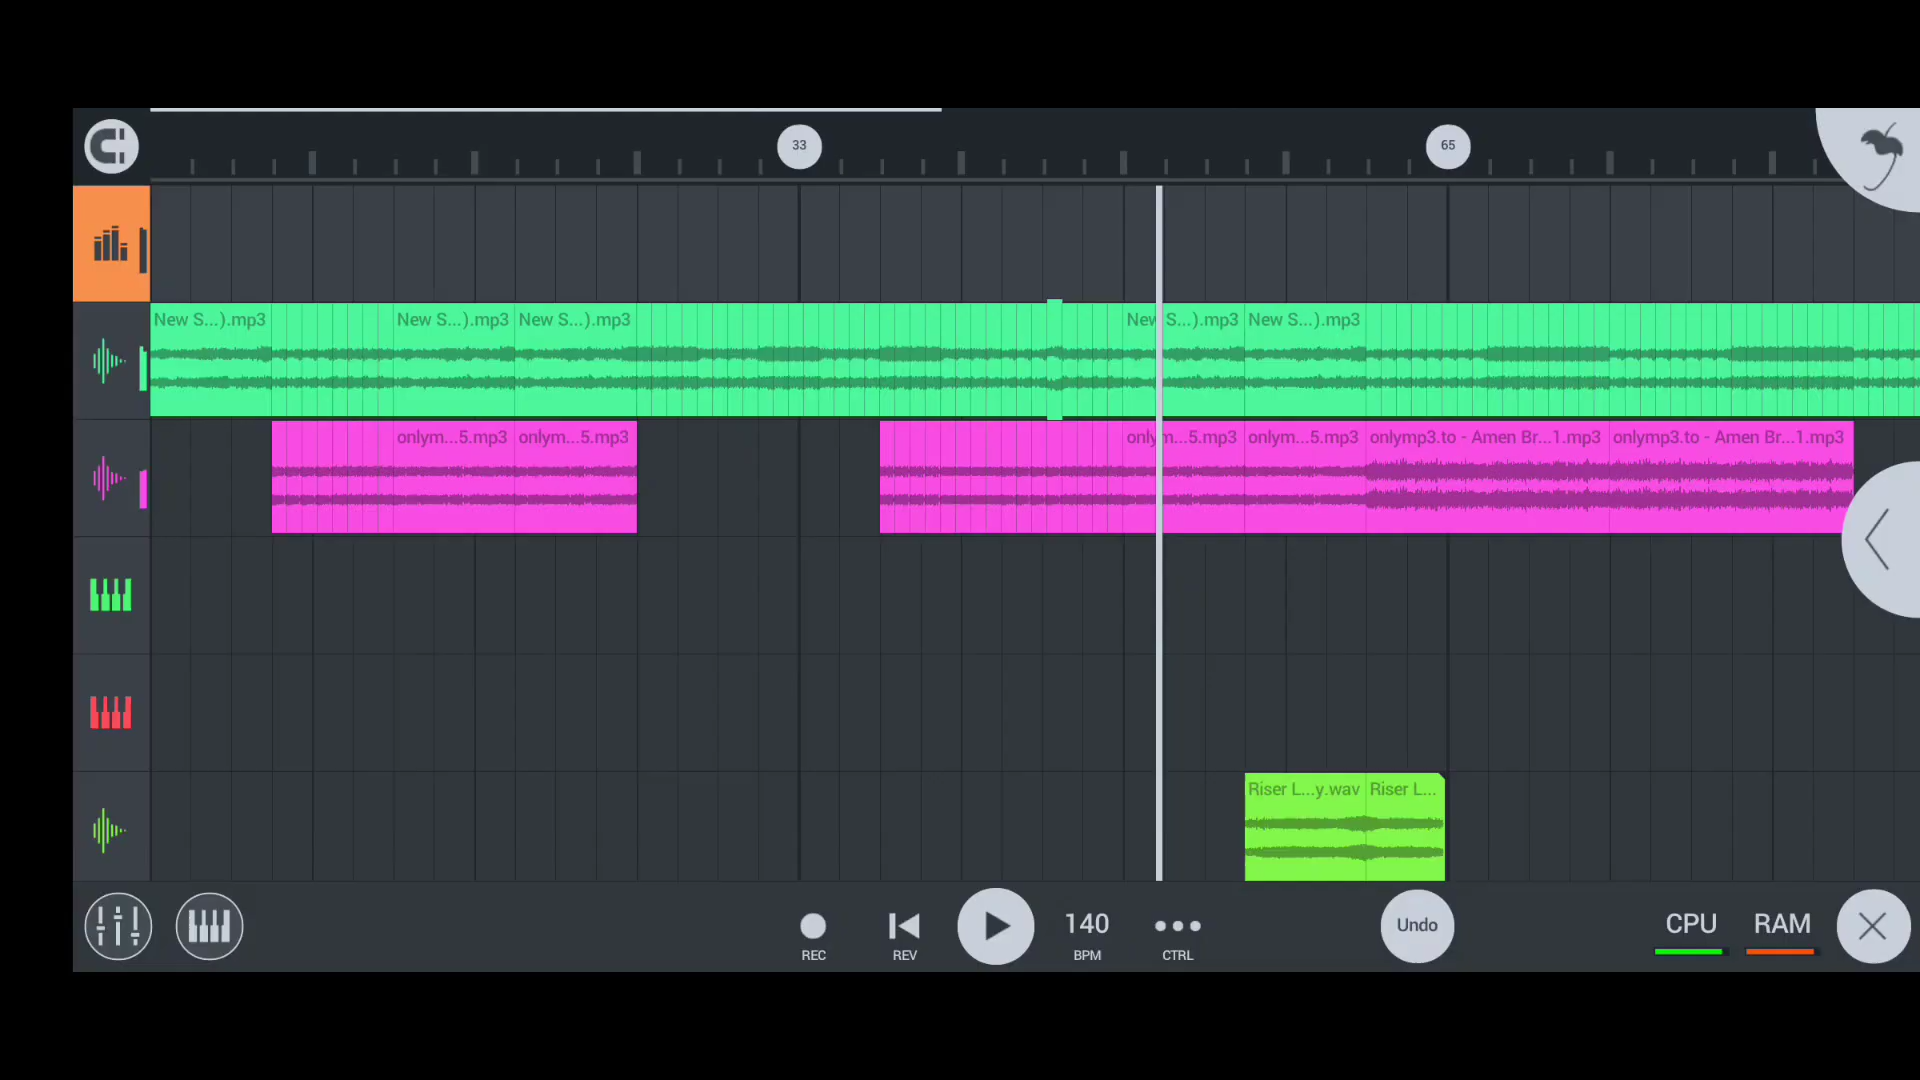 33
65
New S...).mp3
New S...).mp3
New S...).mp3
New S...).mp3
New S...).mp3
onlym...5.mp3
onlym...5.mp3
onlym...5.mp3
onlym...5.mp3
onlymp3.to - Amen Br...1.mp3
onlymp3.to - Amen Br...1.mp3
Riser L...y.wav
Riser L...
REC
REV
140
BPM
CTRL
Undo
CPU
RAM